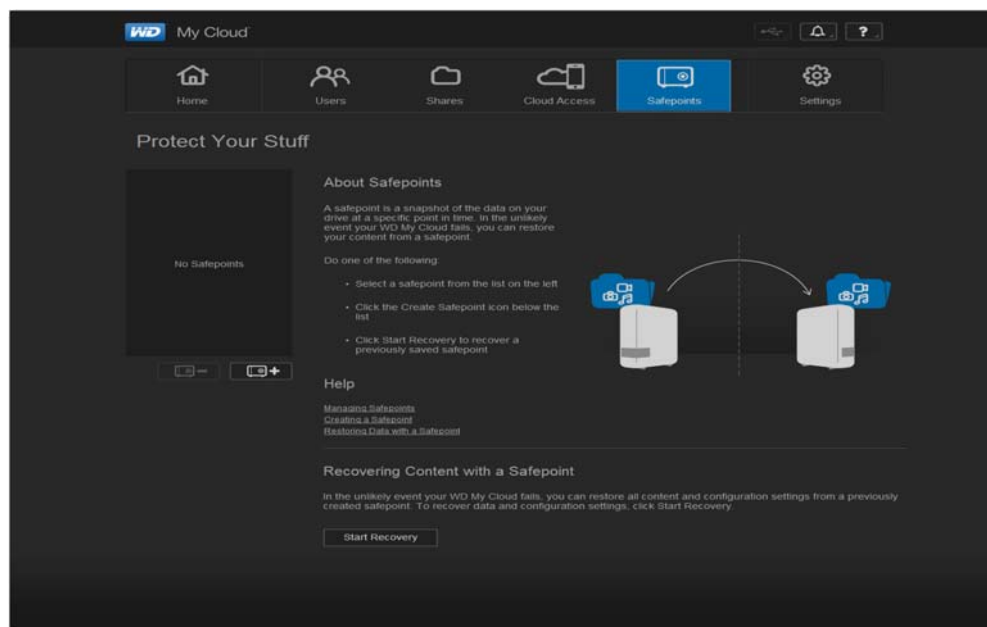 WD My Cloud
?
Home
Users
Shares
Cloud Access
Safepoints
Settings
Protect Your Stuff
No Safepoints
About Safepoints
A safepoint is a snapshot of the data on your
drive at a specific point in time. In the unlikely
event your WD My Cloud fails, you can restore
your content from a safepoint.
Do one of the following:
• Select a safepoint from the list on the left
• Click the Create Safepoint icon below the
list
• Click Start Recovery to recover a
previously saved safepoint
Help
Managing Safepoints
Creating a Safepoint
Restoring Data with a Safepoint
Recovering Content with a Safepoint
In the unlikely event your WD My Cloud fails, you can restore all content and configuration settings from a previously
created safepoint. To recover data and configuration settings, click Start Recovery.
Start Recovery